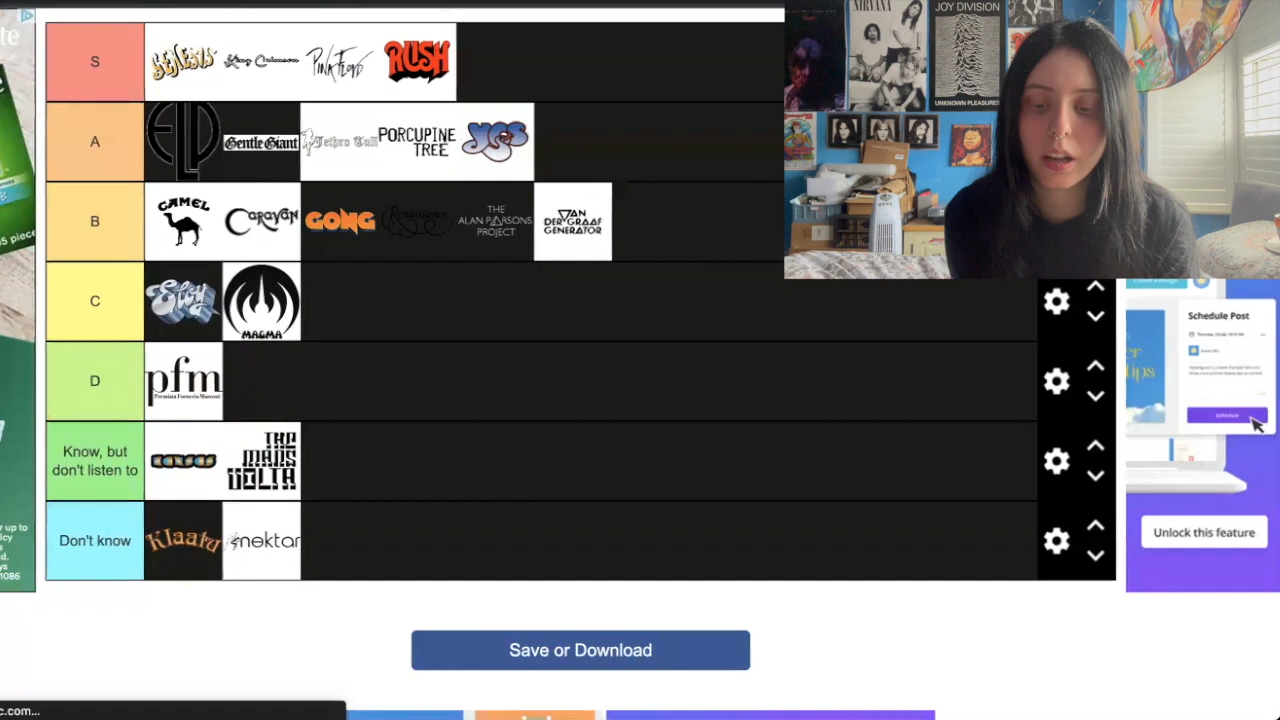 te
S
GENESIS
King Crimson
PINK FLOYD
RUSH
NIRVANA
JOY DIVISION
UNKNOWN PLEASURES
A
ELP
Gentle Giant
Jethro Tull
PORCUPINE
TREE
yes
B
CAMEL
Caravan
GONG
Renaissance
THE
ALAN PARSONS
PROJECT
VAN
DER GRAAF
GENERATOR
C
Eloy
MAGMA
Schedule Post
Schedule
D
pfm
Premiata Forneria Marconi
Know, but
don't listen to
KANSAS
THE
MARS
VOLTA
Don't know
Klaatu
nektar
Unlock this feature
Save or Download
c.com...